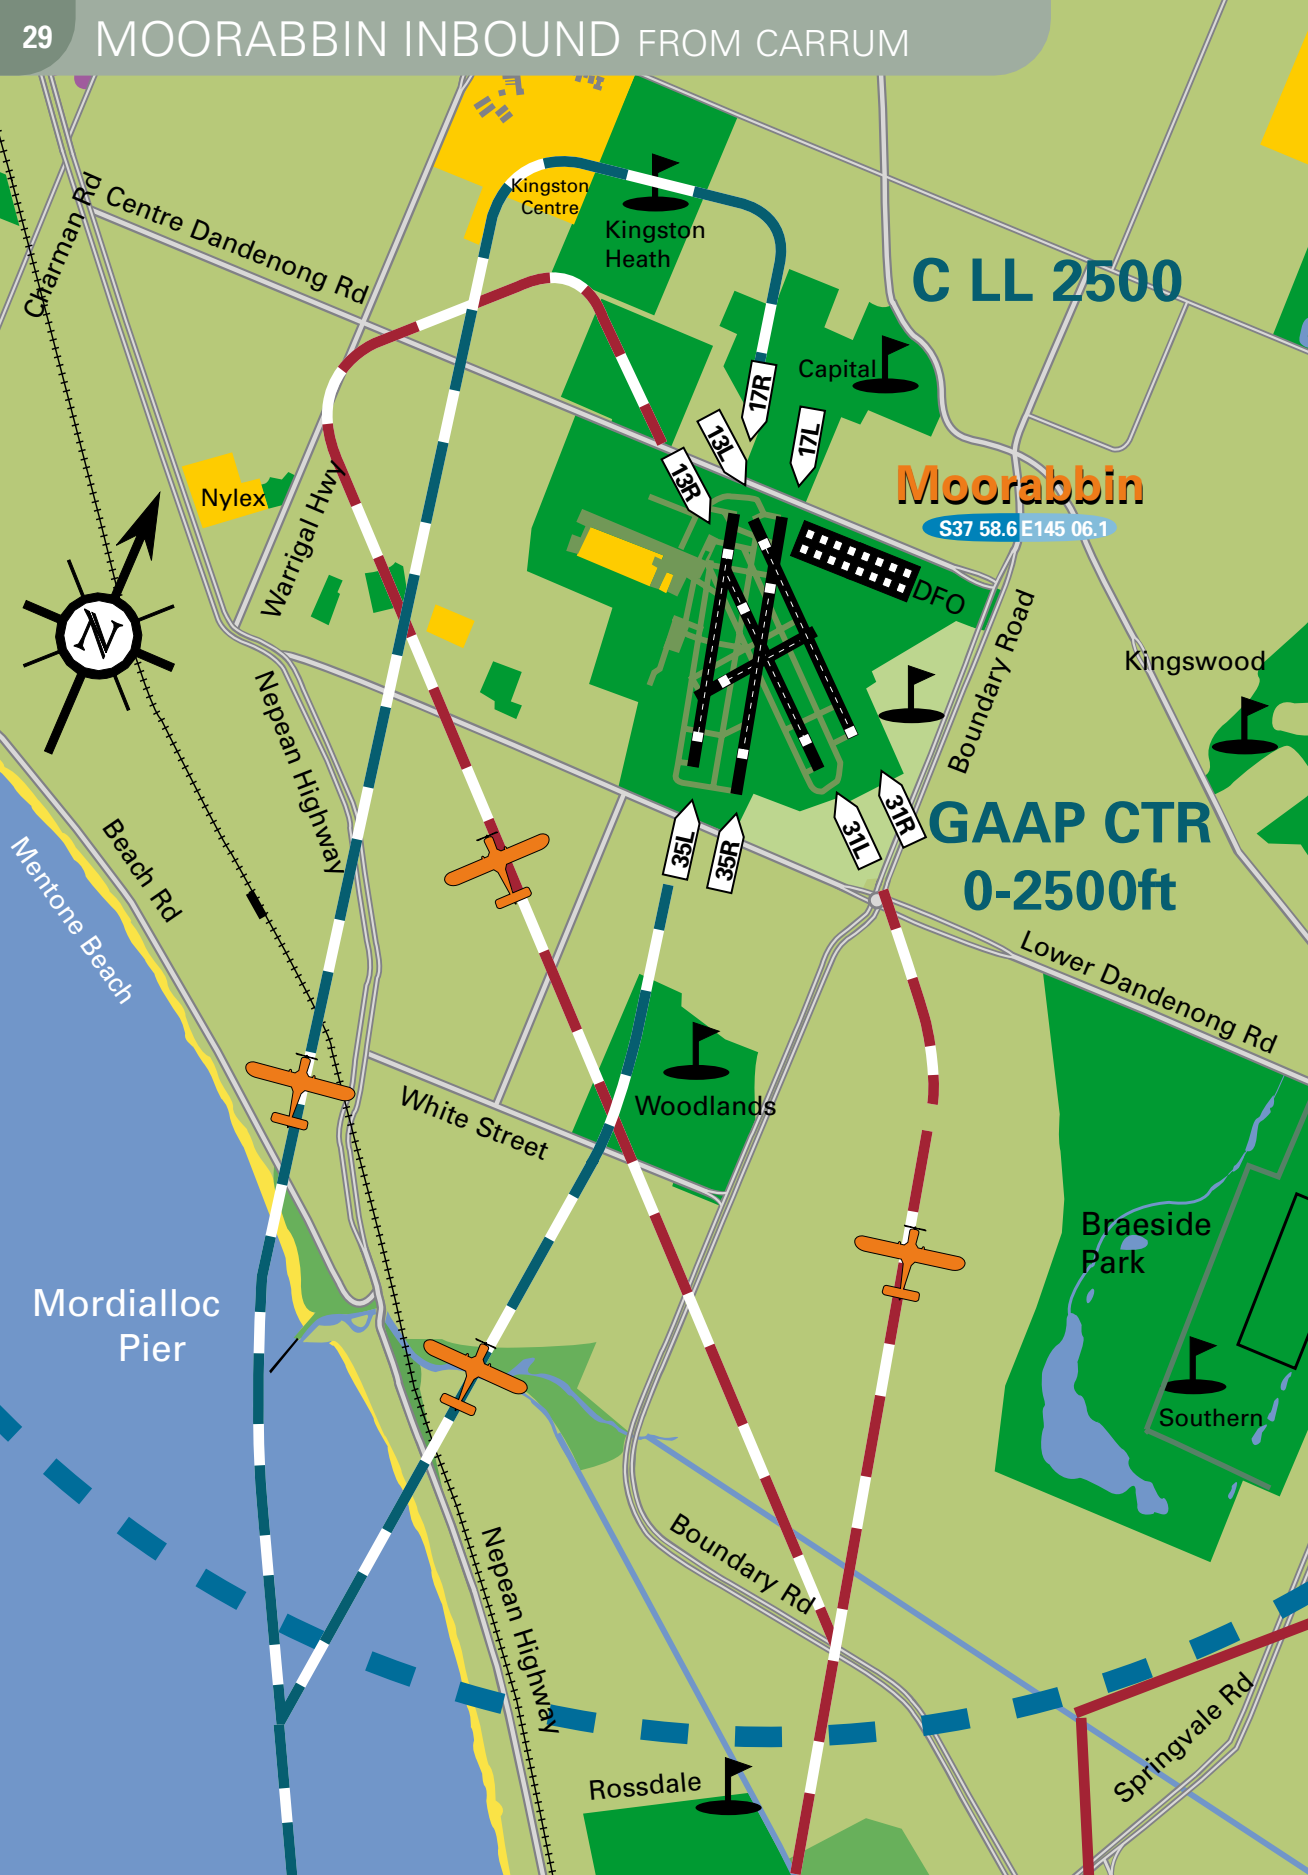 29
MOORABBIN INBOUND FROM CARRUM
Kingston
Centre
Kingston
Heath
Charman Rd
Centre Dandenong Rd
C LL 2500
Capital
17R
17L
13L
13R
Moorabbin
S37 58.6 E145 06.1
Nylex
Warrigal Hwy
DFO
N
Kingswood
Boundary Road
Nepean Highway
GAAP CTR
0-2500ft
35L
35R
31L
31R
Beach Rd
Mentone Beach
Lower Dandenong Rd
White Street
Woodlands
Braeside
Park
Mordialloc
Pier
Southern
Boundary Rd
Nepean Highway
Springvale Rd
Rossdale